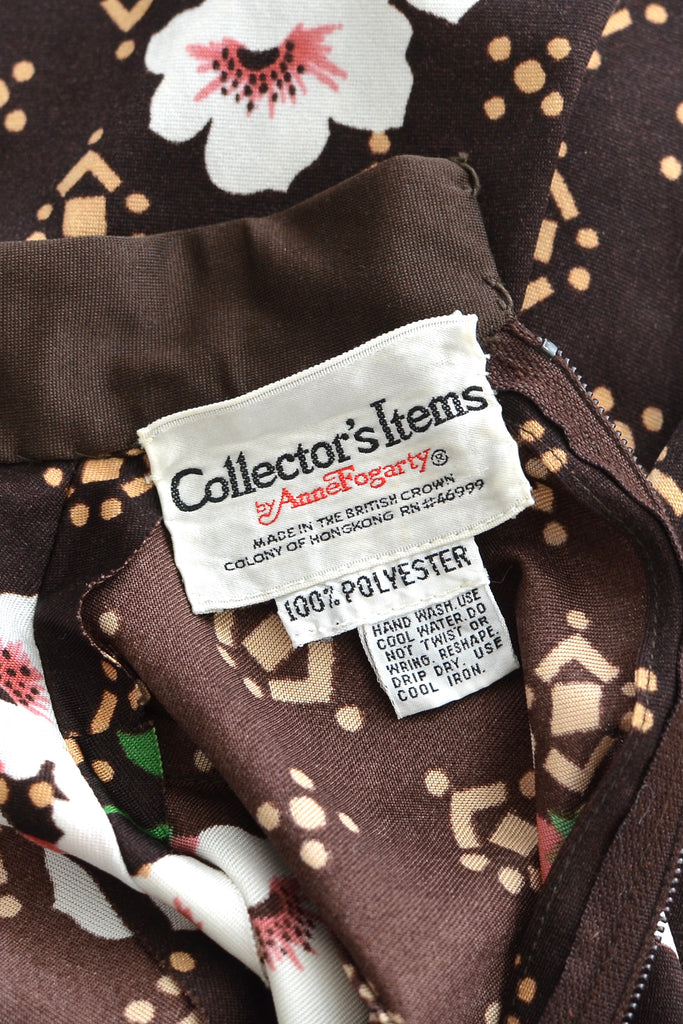 Collector's Items
by Anne Fogarty®
MADE IN THE BRITISH CROWN
COLONY OF HONGKONG RN#46999
100% POLYESTER
HAND WASH. USE
COOL WATER. DO
NOT TWIST OR
WRING. RESHAPE.
DRIP DRY. USE
COOL IRON.